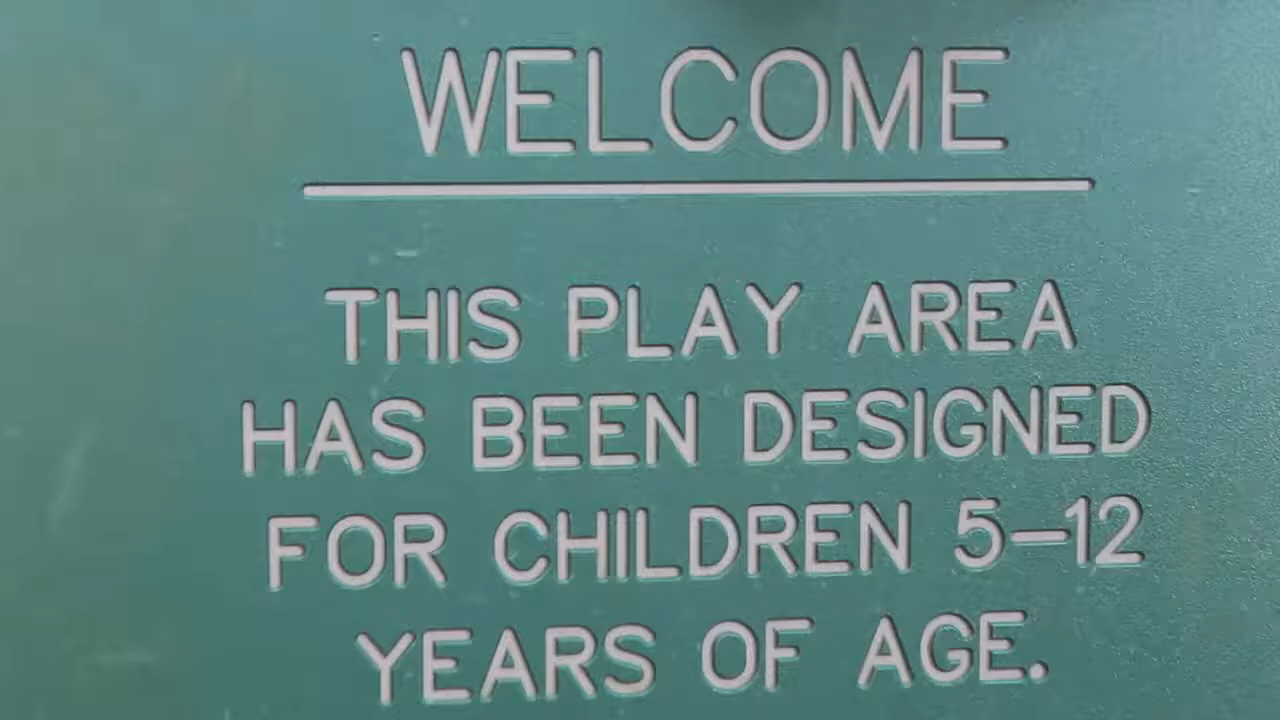 WELCOME
THIS PLAY AREA
HAS BEEN DESIGNED
FOR CHILDREN 5–12
YEARS OF AGE.